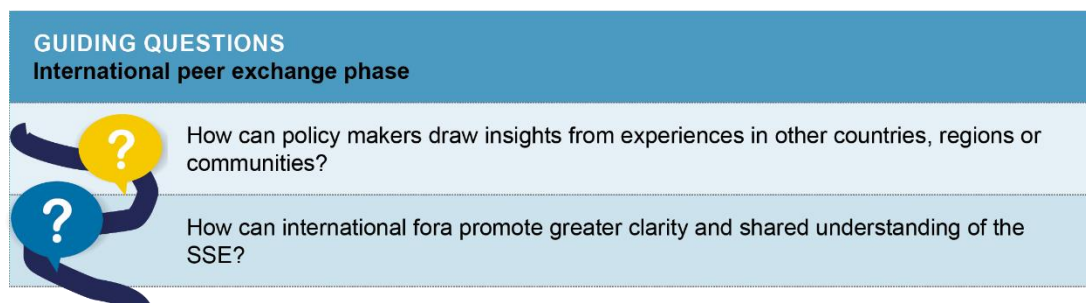 GUIDING QUESTIONS
International peer exchange phase
?
How can policy makers draw insights from experiences in other countries, regions or
communities?
?
How can international fora promote greater clarity and shared understanding of the
SSE?